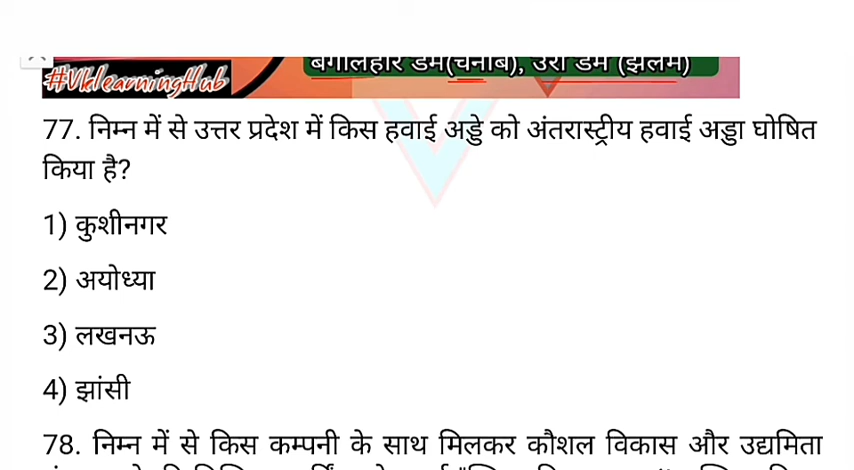 #VklearningHub
बगलिहार डैम(चेनाब), उरी डैम (झेलम)
77. निम्न में से उत्तर प्रदेश में किस हवाई अड्डे को अंतरास्ट्रीय हवाई अड्डा घोषित
किया है?
1) कुशीनगर
2) अयोध्या
3) लखनऊ
4) झांसी
78. निम्न में से किस कम्पनी के साथ मिलकर कौशल विकास और उद्यमिता